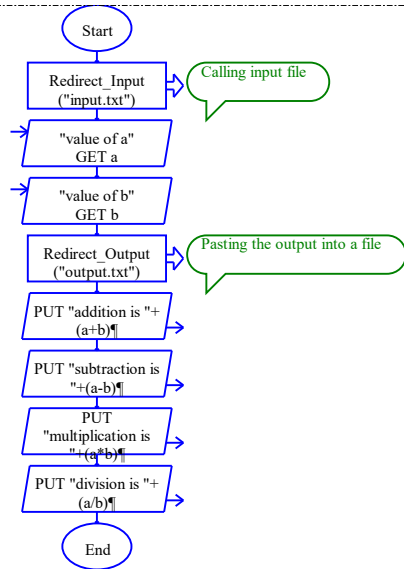 Start
Redirect_Input
("input.txt")
Calling input file
"value of a"
GET a
"value of b"
GET b
Redirect_Output
("output.txt")
Pasting the output into a file
PUT "addition is "+
(a+b)¶
PUT "subtraction is
"+(a-b)¶
PUT
"multiplication is
"+(a*b)¶
PUT "division is "+
(a/b)¶
End